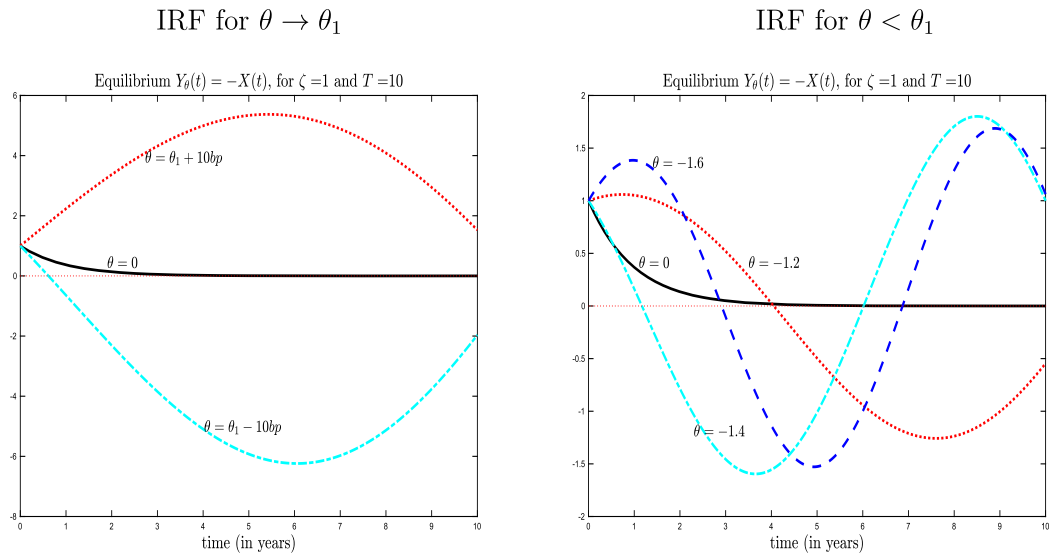 IRF for θ → θ₁
IRF for θ < θ₁
Equilibrium Y_θ(t) = −X(t), for ζ =1 and T =10
6
4
2
0
-2
-4
-6
-8
θ = θ₁ + 10bp
θ = 0
θ = θ₁ − 10bp
0 1 2 3 4 5 6 7 8 9 10
time (in years)
Equilibrium Y_θ(t) = −X(t), for ζ =1 and T =10
2
1.5
1
0.5
0
-0.5
-1
-1.5
-2
θ = −1.6
θ = 0
θ = −1.2
θ = −1.4
0 1 2 3 4 5 6 7 8 9 10
time (in years)